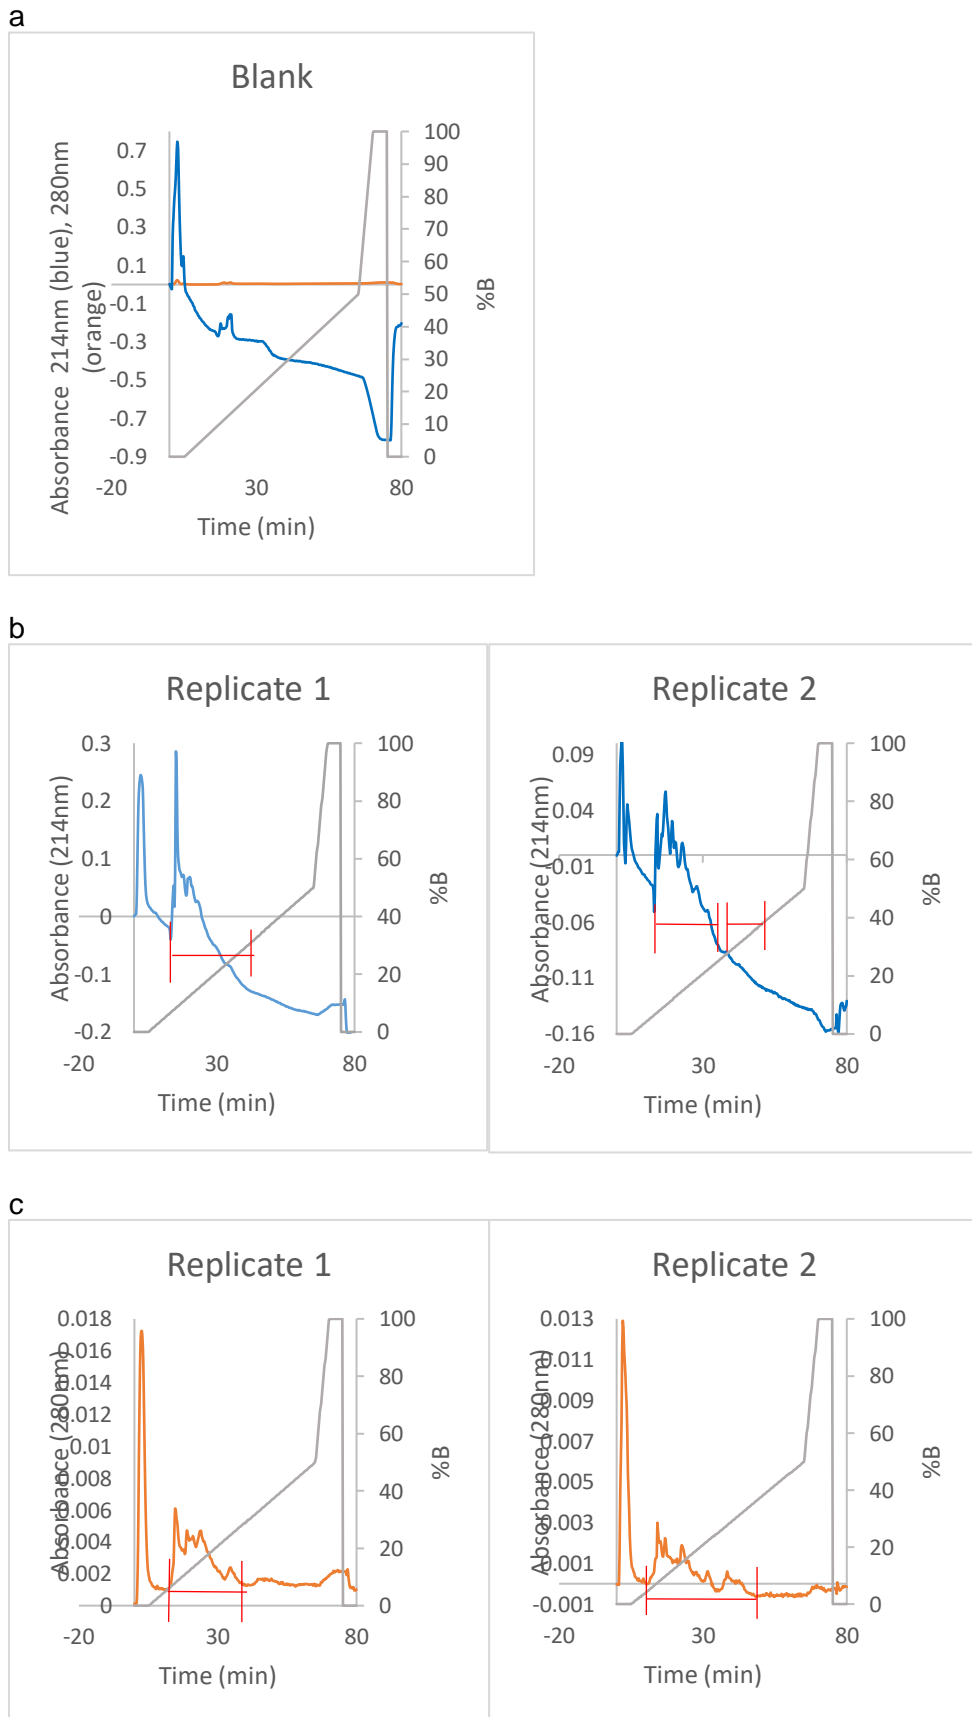 a
Blank
0.7
0.5
0.3
0.1
-0.1
-0.3
-0.5
-0.7
-0.9
100
90
80
70
60
50
40
30
20
10
0
-20 30 80
Absorbance 214nm (blue), 280nm
(orange)
%B
Time (min)
b
Replicate 1
0.3
0.2
0.1
0
-0.1
-0.2
100
80
60
40
20
0
-20 30 80
Absorbance (214nm)
%B
Time (min)
Replicate 2
0.09
0.04
-0.01
-0.06
-0.11
-0.16
100
80
60
40
20
0
-20 30 80
Absorbance (214nm)
%B
Time (min)
c
Replicate 1
0.018
0.016
0.014
0.012
0.01
0.008
0.006
0.004
0.002
0
100
80
60
40
20
0
-20 30 80
Absorbance (280nm)
%B
Time (min)
Replicate 2
0.013
0.011
0.009
0.007
0.005
0.003
0.001
-0.001
100
80
60
40
20
0
-20 30 80
Absorbance (280nm)
%B
Time (min)